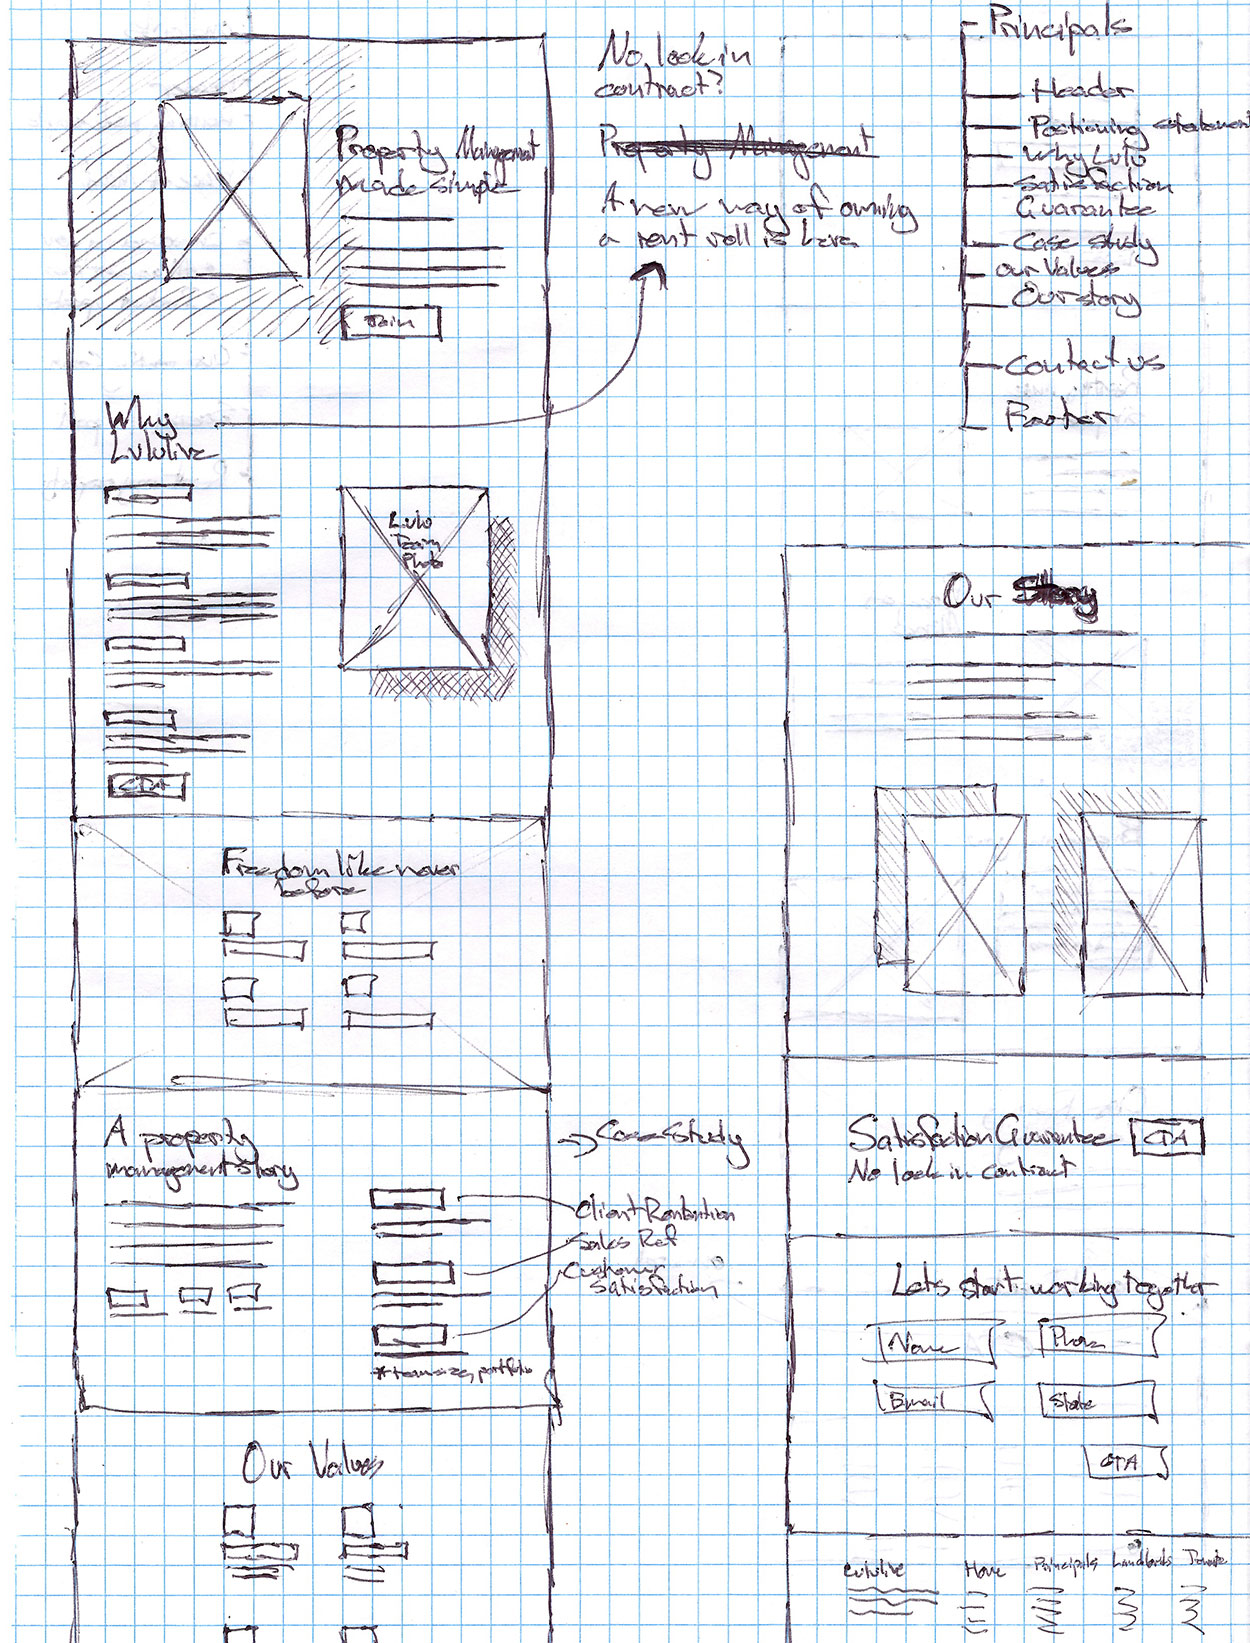 Property Management
made simple
Join
Why
Lululive
Lulo
Team
Photo
CTA
Freedom like never
before
A property
management story
*team size, portfolio
Our Values
No lock in
contract?
Property Management
A new way of owning
a rent roll is here
→ Case Study
Client Rentention
Sales Ref
Customer
Satisfaction
Principals
Header
Positioning statement
Why Lulo
Satisfaction
Guarantee
Case study
our Values
Our story
Contact us
Footer
Our Story
Satisfaction Guarantee
CTA
No lock in contract
Lets start working together
Name
Phone
Email
State
CTA
Lululive
Home
Principals
Landlords